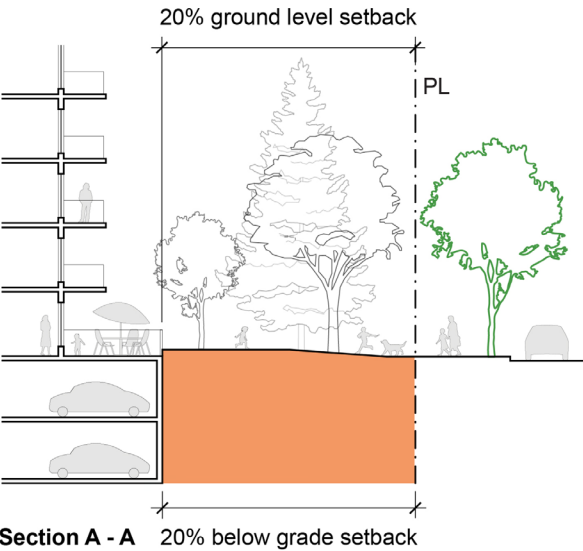 20% ground level setback
PL
Section A - A
20% below grade setback